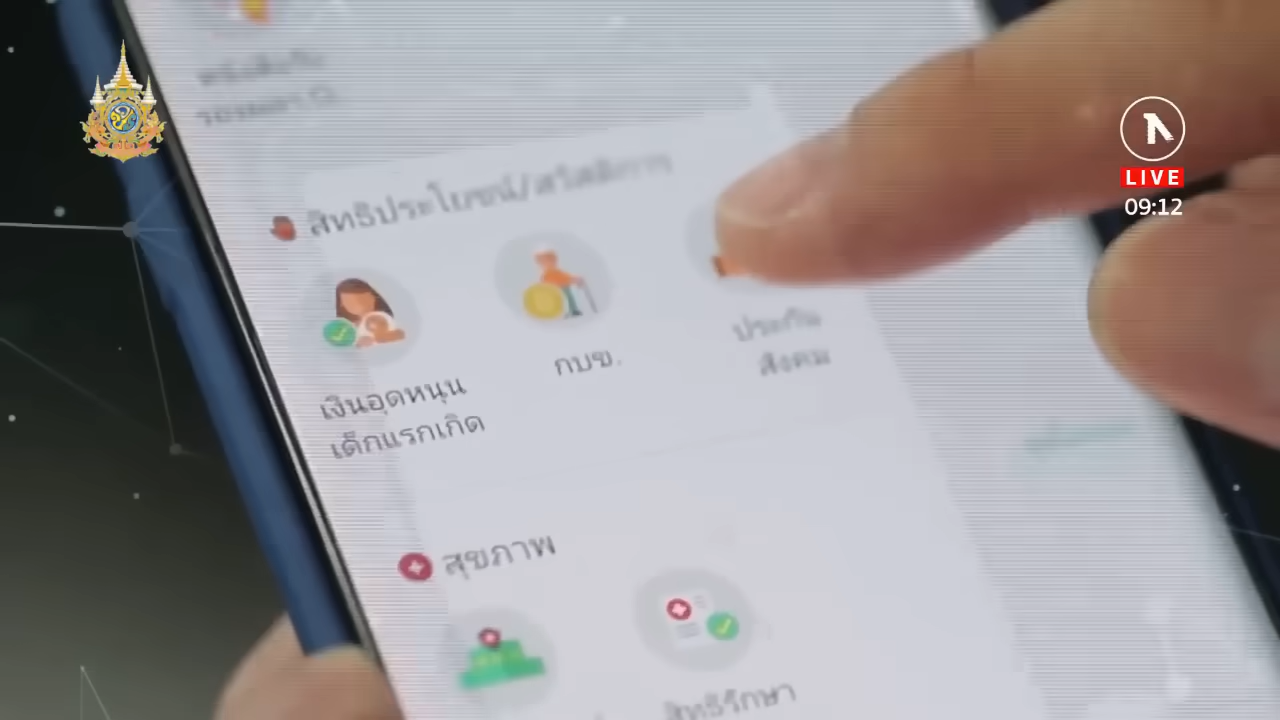 LIVE
09:12
สิทธิประโยชน์/สวัสดิการ
เงินอุดหนุน
เด็กแรกเกิด
กบข.
ประกัน
สังคม
สุขภาพ
สิทธิรักษา